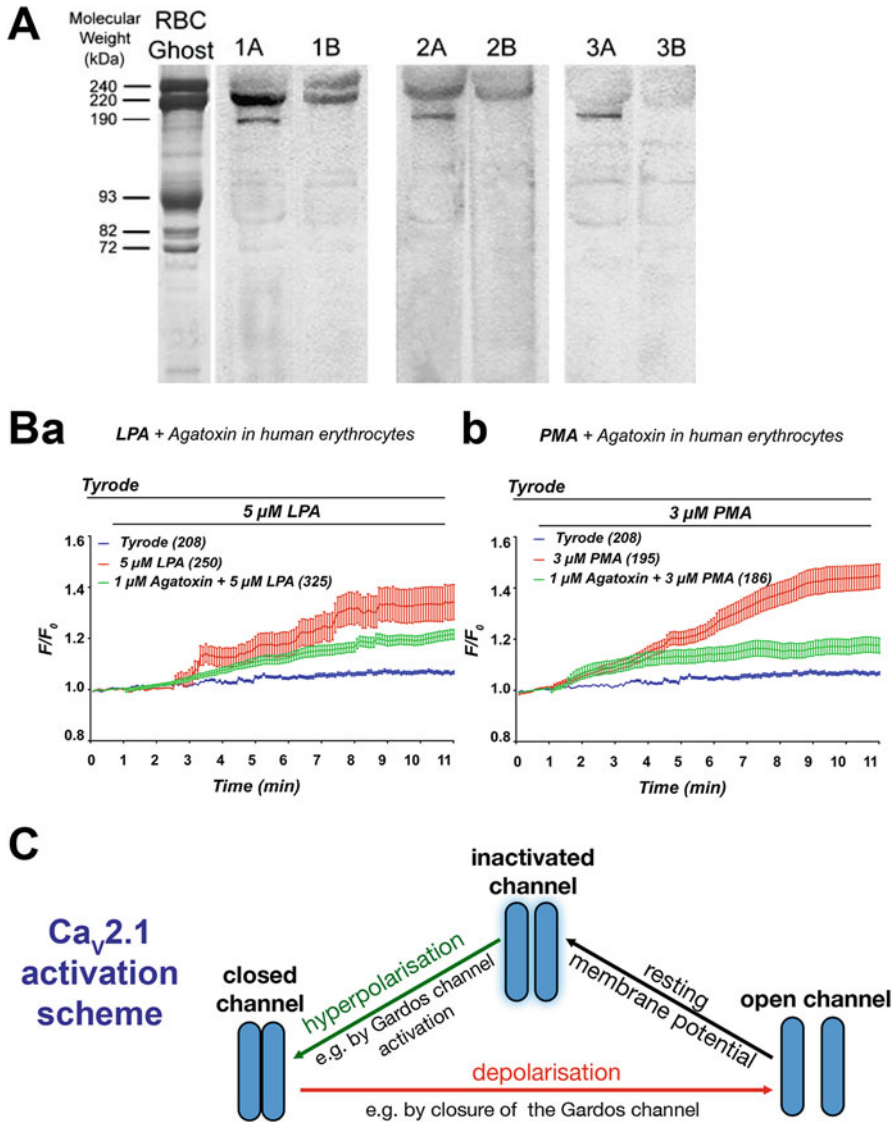 A
Molecular
Weight
(kDa)
RBC
Ghost
1A
1B
2A
2B
3A
3B
240
220
190
93
82
72
Ba
LPA + Agatoxin in human erythrocytes
Tyrode
5 µM LPA
Tyrode (208)
5 µM LPA (250)
1 µM Agatoxin + 5 µM LPA (325)
F/F0
1.6
1.4
1.2
1.0
0.8
0 1 2 3 4 5 6 7 8 9 10 11
Time (min)
b
PMA + Agatoxin in human erythrocytes
Tyrode
3 µM PMA
Tyrode (208)
3 µM PMA (195)
1 µM Agatoxin + 3 µM PMA (186)
F/F0
1.6
1.4
1.2
1.0
0.8
0 1 2 3 4 5 6 7 8 9 10 11
Time (min)
C
CaV2.1
activation
scheme
inactivated
channel
closed
channel
open channel
hyperpolarisation
e.g. by Gardos channel
activation
resting
membrane potential
depolarisation
e.g. by closure of the Gardos channel